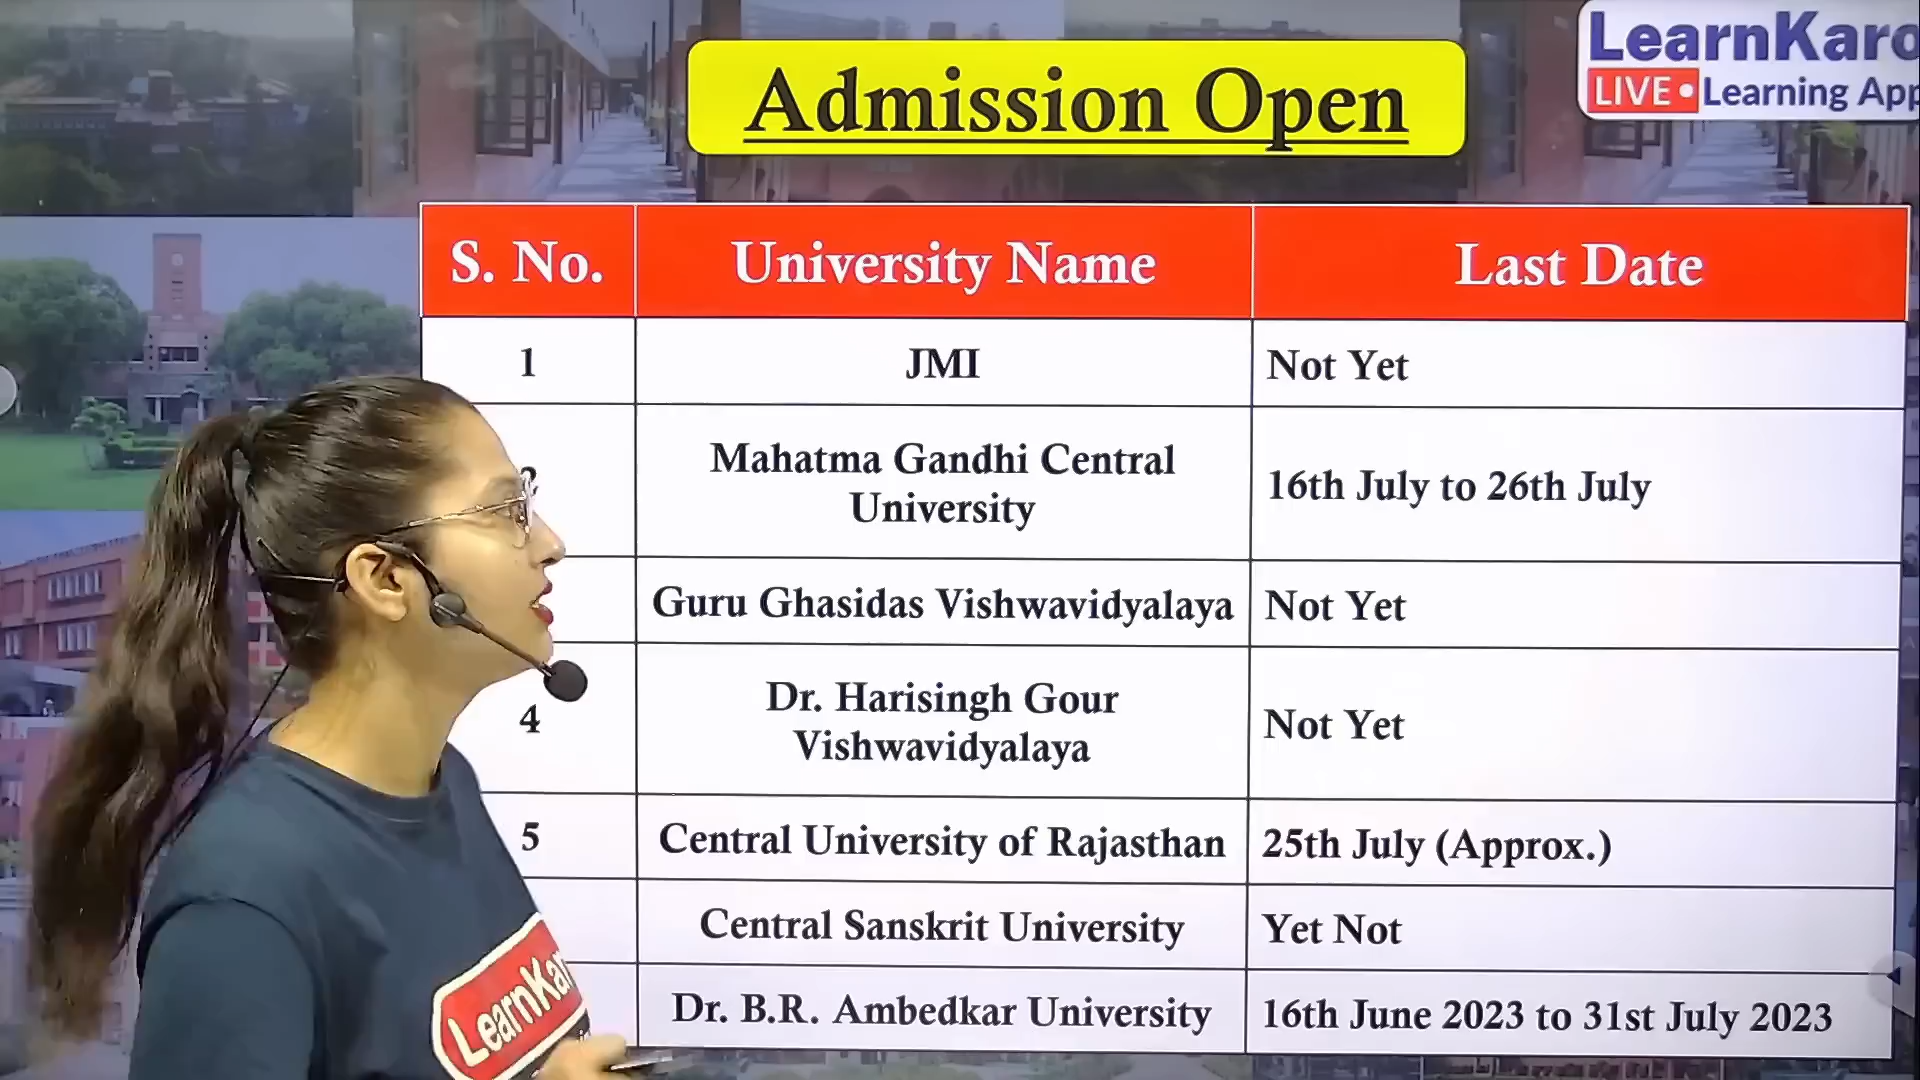 LearnKaro
LIVE • Learning App
Admission Open
S. No. University Name Last Date
1 JMI Not Yet
2 Mahatma Gandhi Central
University 16th July to 26th July
Guru Ghasidas Vishwavidyalaya Not Yet
4 Dr. Harisingh Gour
Vishwavidyalaya Not Yet
5 Central University of Rajasthan 25th July (Approx.)
Central Sanskrit University Yet Not
Dr. B.R. Ambedkar University 16th June 2023 to 31st July 2023
LearnKar